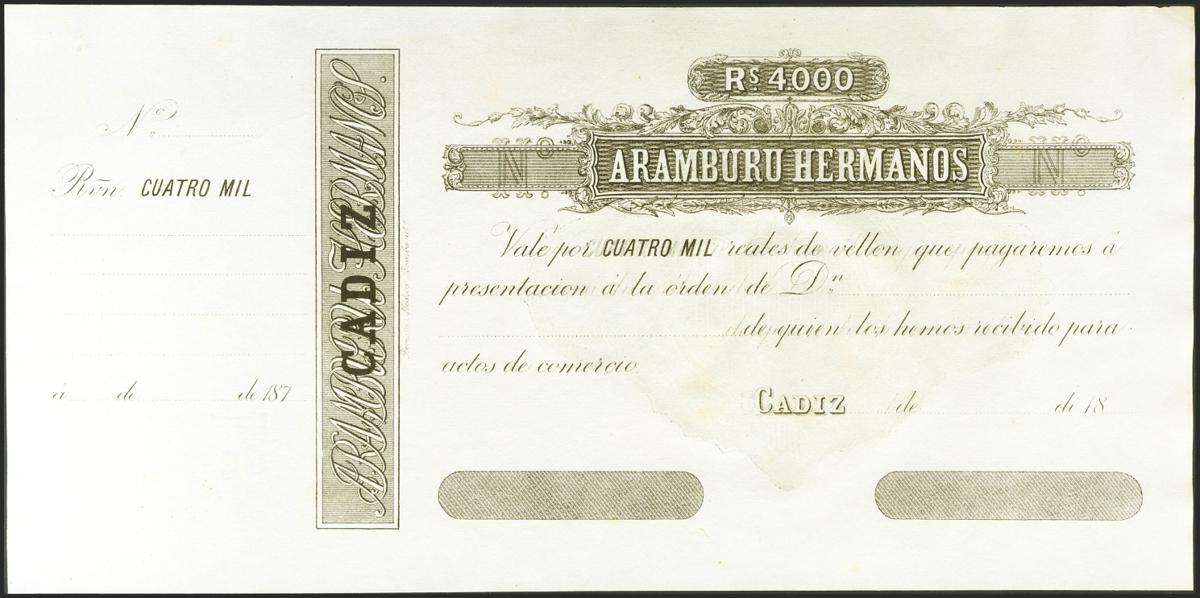 Nº
Rvn. CUATRO MIL
á de de 187
ARAMBURU HERMANOS.
CADIZ
RS 4.000
Nº ARAMBURU HERMANOS Nº
Vale por CUATRO MIL reales de vellon que pagaremos á
presentacion á la órden de Dn.
de quien los hemos recibido para
actos de comercio.
CADIZ de de 18